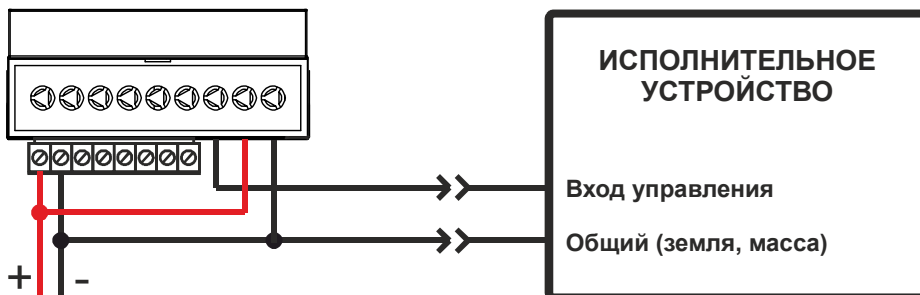 ИСПОЛНИТЕЛЬНОЕ
УСТРОЙСТВО
Вход управления
Общий (земля, масса)
+ -